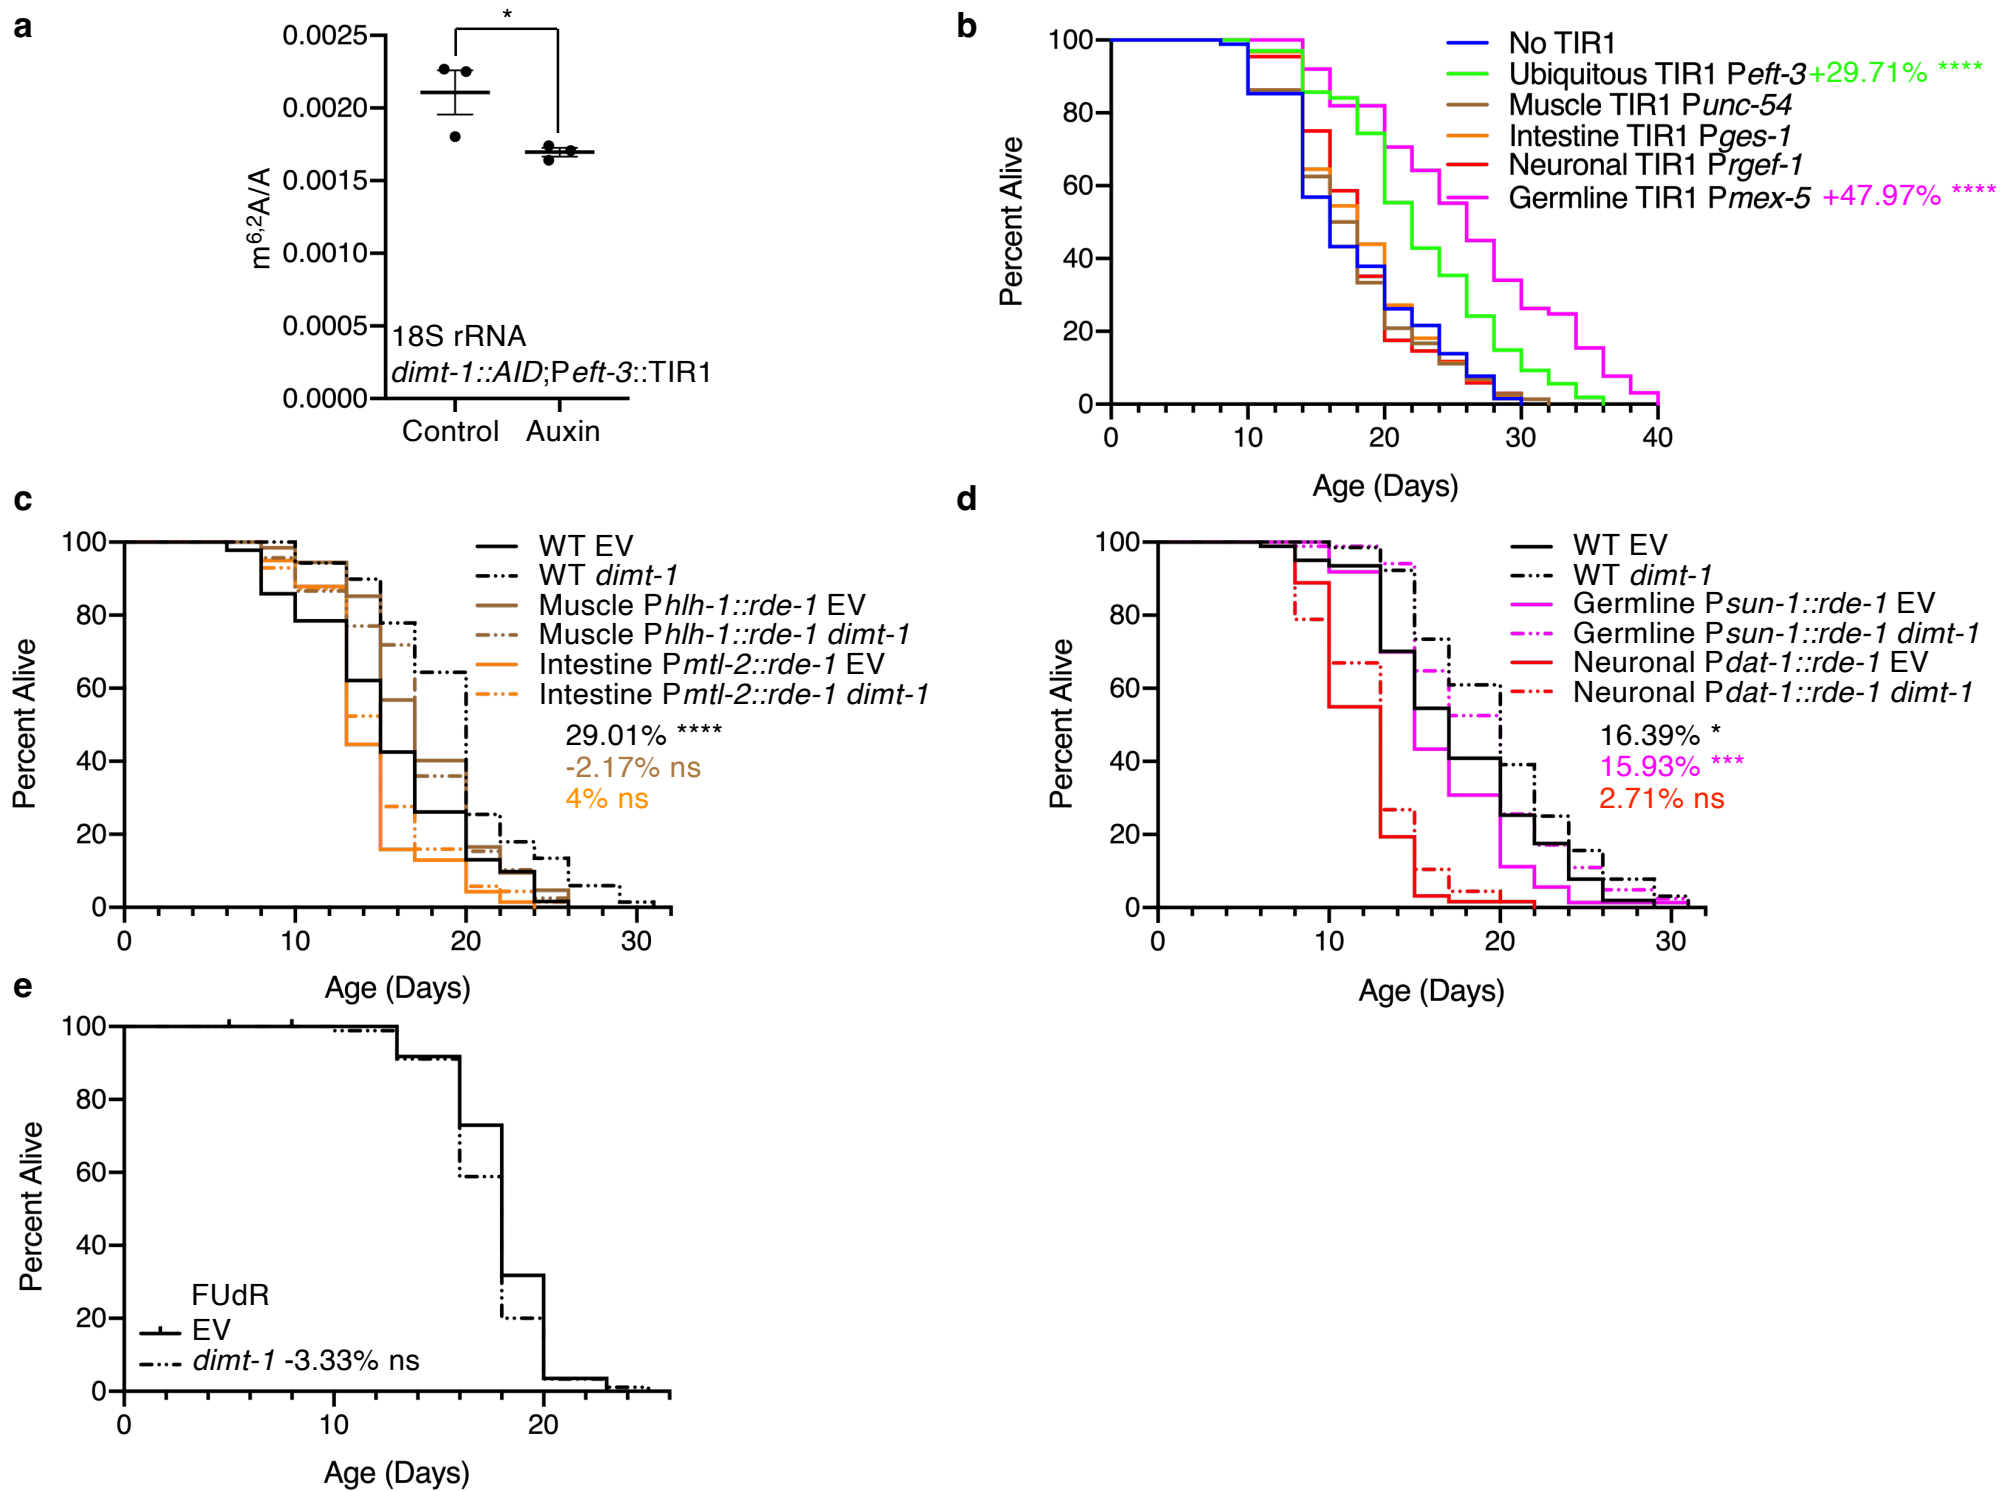 a
*
0.0025
0.0020
0.0015
0.0010
0.0005
0.0000
m6,2A/A
18S rRNA
dimt-1::AID;Peft-3::TIR1
Control Auxin
b
100
80
60
40
20
0
Percent Alive
No TIR1
Ubiquitous TIR1 Peft-3 +29.71% ****
Muscle TIR1 Punc-54
Intestine TIR1 Pges-1
Neuronal TIR1 Prgef-1
Germline TIR1 Pmex-5 +47.97% ****
0 10 20 30 40
Age (Days)
c
100
80
60
40
20
0
Percent Alive
WT EV
WT dimt-1
Muscle Phlh-1::rde-1 EV
Muscle Phlh-1::rde-1 dimt-1
Intestine Pmtl-2::rde-1 EV
Intestine Pmtl-2::rde-1 dimt-1
29.01% ****
-2.17% ns
4% ns
0 10 20 30
Age (Days)
d
100
80
60
40
20
0
Percent Alive
WT EV
WT dimt-1
Germline Psun-1::rde-1 EV
Germline Psun-1::rde-1 dimt-1
Neuronal Pdat-1::rde-1 EV
Neuronal Pdat-1::rde-1 dimt-1
16.39% *
15.93% ***
2.71% ns
0 10 20 30
Age (Days)
e
100
80
60
40
20
0
Percent Alive
FUdR
EV
dimt-1 -3.33% ns
0 10 20
Age (Days)